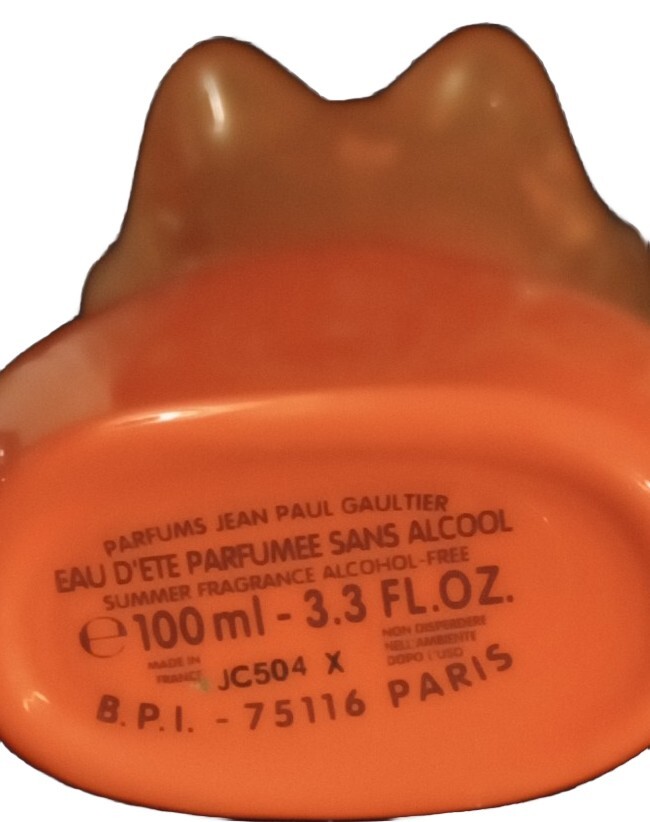 PARFUMS JEAN PAUL GAULTIER
EAU D'ETE PARFUMEE SANS ALCOOL
SUMMER FRAGRANCE ALCOHOL-FREE
℮ 100 ml - 3.3 FL.OZ.
MADE IN
FRANCE
JC504 X
NON DISPERDERE
NELL'AMBIENTE
DOPO L'USO
B.P.I. - 75116 PARIS